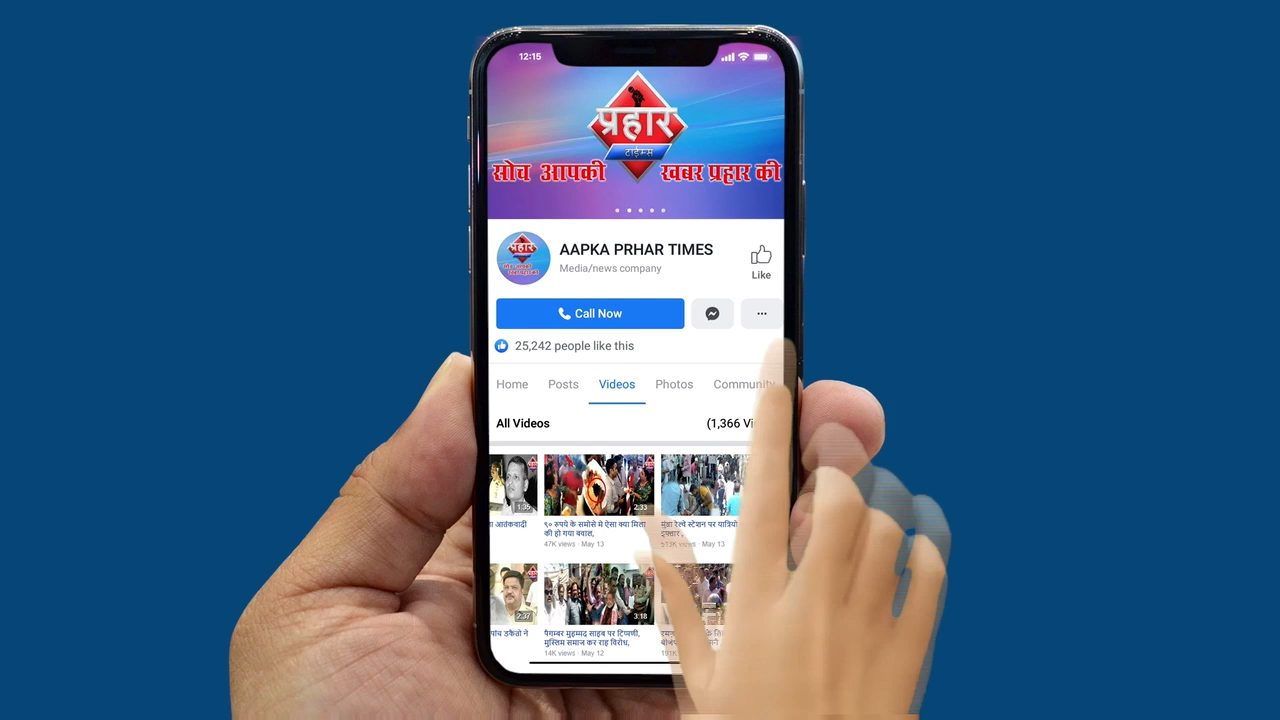 12:15
प्रहार
टाईम्स
सोच आपकी खबर प्रहार की
AAPKA PRHAR TIMES
Media/news company
Like
Call Now
25,242 people like this
Home Posts Videos Photos Community
All Videos (1,366
1:35
2:33
आतंकवादी
९० रुपये के समोसे मे ऐसा क्या मिला
की हो गया बवाल,
47K views · May 13
मुंब्रा रेल्वे स्टेशन पर यात्रियो
views · May 13
2:37
3:18
पांच डकैतो ने
पैगम्बर मुहम्मद साहब पर टिप्पणी,
मुस्लिम समाज कर राह विरोध,
14K views · May 12